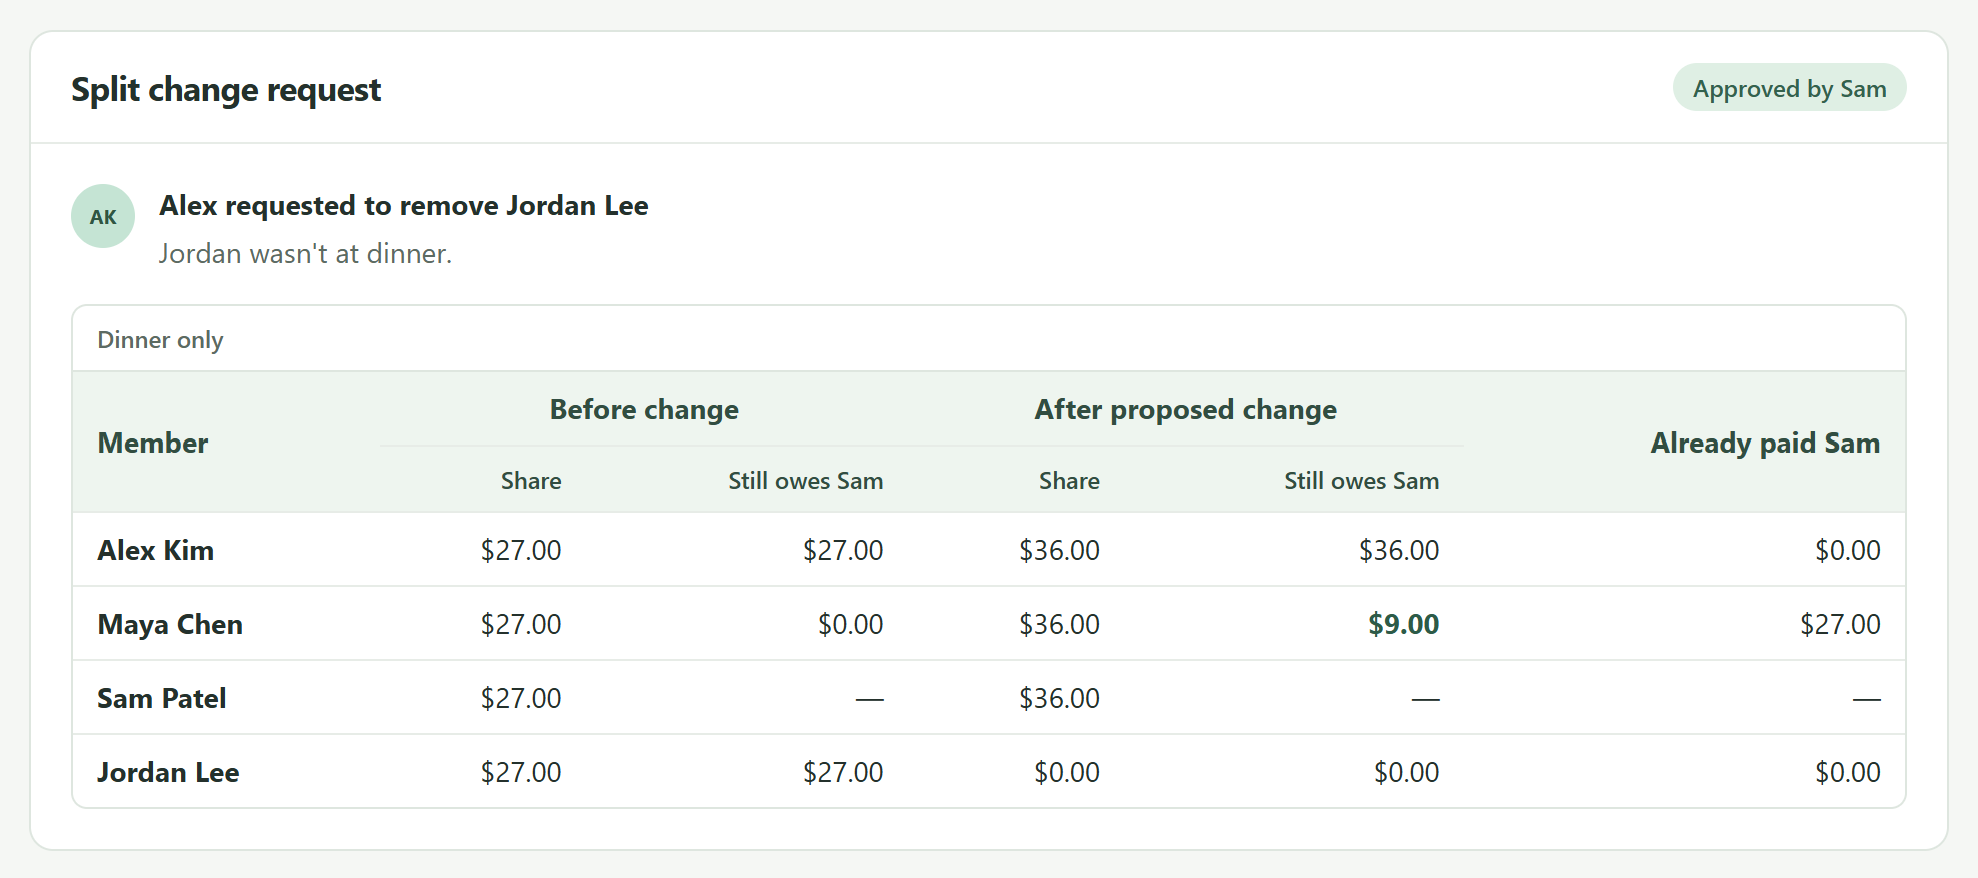 Split change request
Approved by Sam
AK
Alex requested to remove Jordan Lee
Jordan wasn't at dinner.
Dinner only
Member
Before change
After proposed change
Already paid Sam
Share
Still owes Sam
Share
Still owes Sam
Alex Kim $27.00 $27.00 $36.00 $36.00 $0.00
Maya Chen $27.00 $0.00 $36.00 $9.00 $27.00
Sam Patel $27.00 — $36.00 — —
Jordan Lee $27.00 $27.00 $0.00 $0.00 $0.00